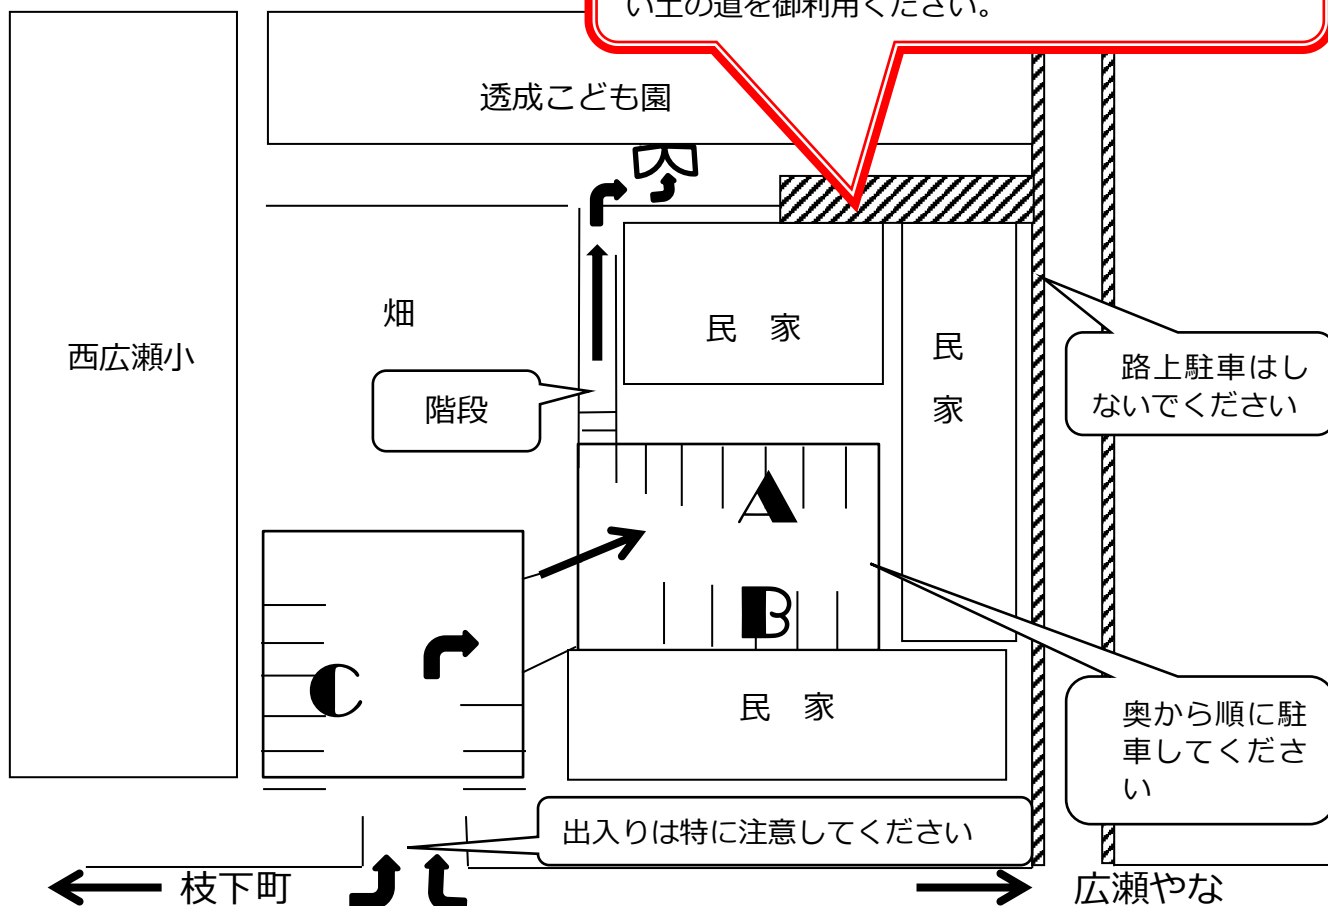 い土の道を御利用ください。
透成こども園
畑
民　家
民
家
西広瀬小
路上駐車はし
ないでください
階段
A
B
C
民　家
奥から順に駐
車してくださ
い
出入りは特に注意してください
枝下町
広瀬やな